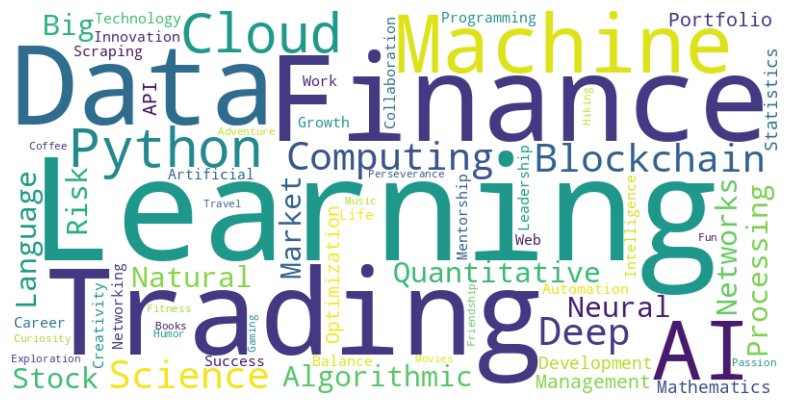 Big
Technology
Innovation
Scraping
Cloud
Programming
Machine
Portfolio
Data
API
Finance
Work
Collaboration
Growth
Hiking
Statistics
Adventure
Coffee
Python
Computing
Blockchain
Artificial
Perseverance
Language
Risk
Learning
Travel
Market
Music
Life
Optimization
Mentorship
Leadership
Web
Intelligence
Networks
Fun
Processing
Trading
Natural
Quantitative
Automation
Networking
Creativity
Fitness
Books
Humor
Gaming
Friendship
Neural
Deep
AI
Career
Curiosity
Exploration
Success
Balance
Movies
Development
Passion
Stock
Science
Algorithmic
Management
Mathematics